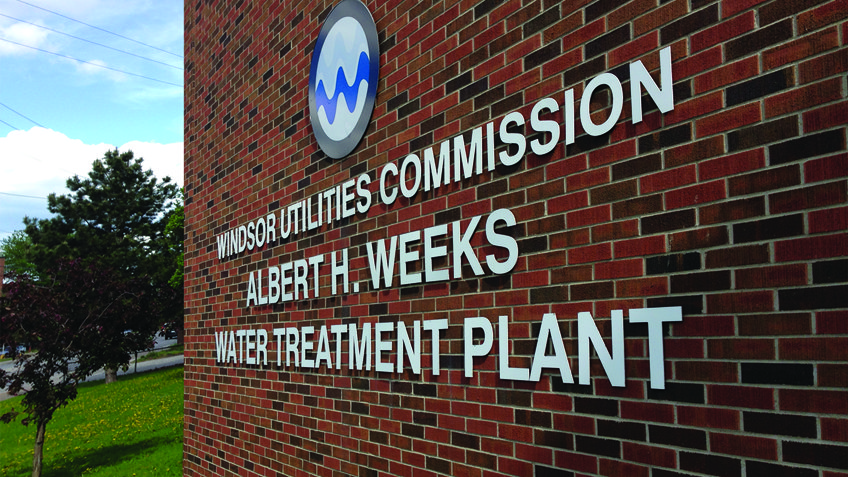 WINDSOR UTILITIES COMMISSION
ALBERT H. WEEKS
WATER TREATMENT PLANT